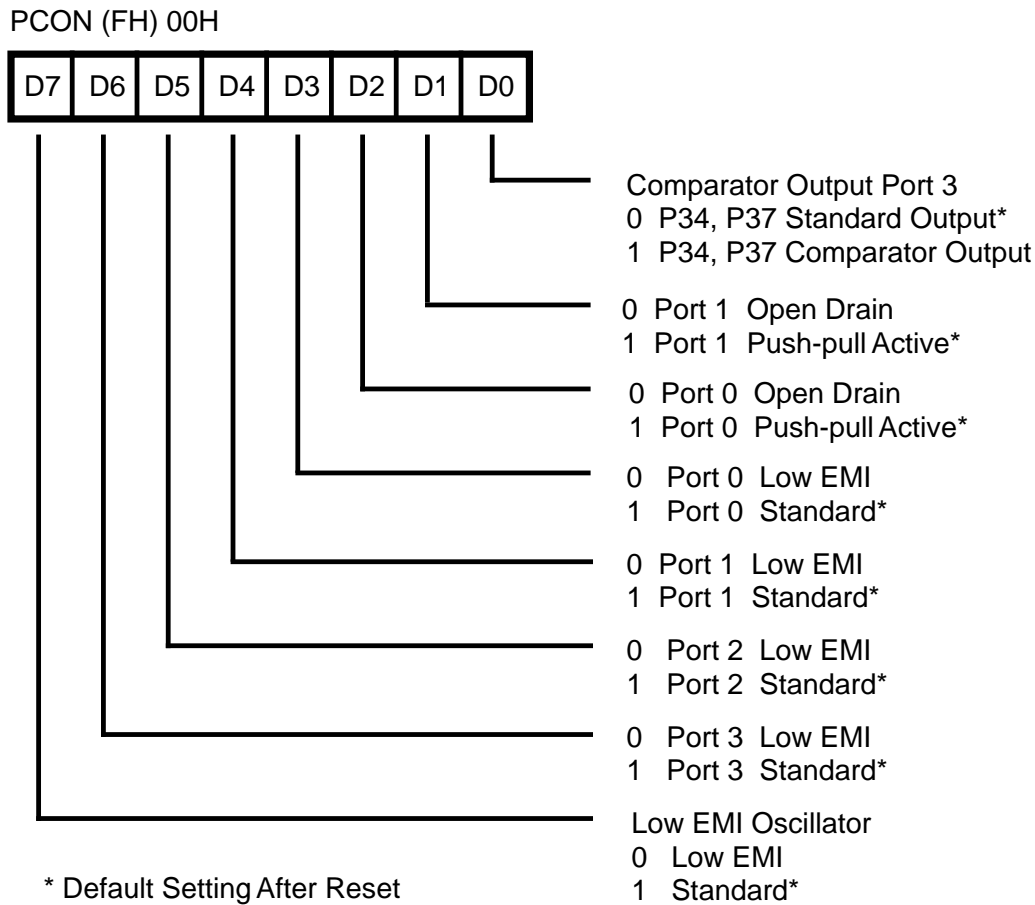 PCON (FH) 00H
D7 D6 D5 D4 D3 D2 D1 D0
Comparator Output Port 3
0 P34, P37 Standard Output*
1 P34, P37 Comparator Output
0 Port 1 Open Drain
1 Port 1 Push-pull Active*
0 Port 0 Open Drain
1 Port 0 Push-pull Active*
0 Port 0 Low EMI
1 Port 0 Standard*
0 Port 1 Low EMI
1 Port 1 Standard*
0 Port 2 Low EMI
1 Port 2 Standard*
0 Port 3 Low EMI
1 Port 3 Standard*
Low EMI Oscillator
0 Low EMI
1 Standard*
* Default Setting After Reset